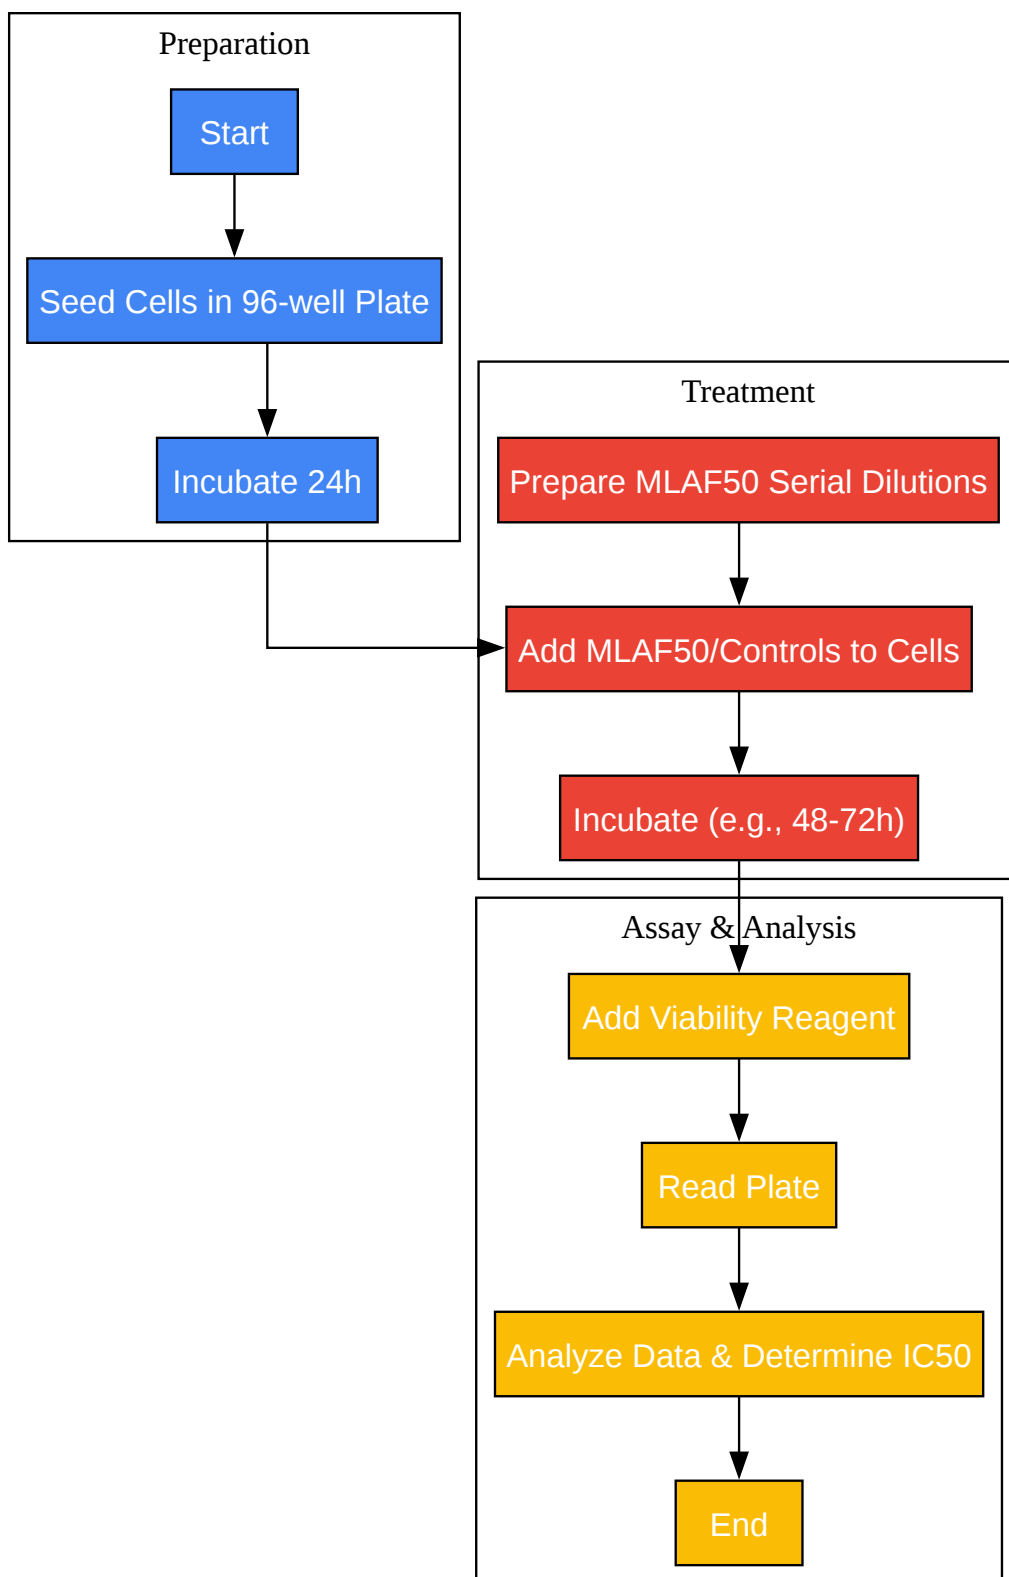 Preparation
Start
Seed Cells in 96-well Plate
Incubate 24h
Treatment
Prepare MLAF50 Serial Dilutions
Add MLAF50/Controls to Cells
Incubate (e.g., 48-72h)
Assay & Analysis
Add Viability Reagent
Read Plate
Analyze Data & Determine IC50
End